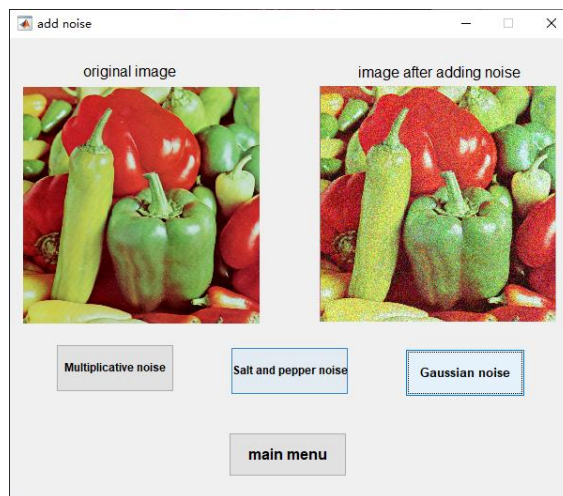 add noise
original image
image after adding noise
Multiplicative noise
Salt and pepper noise
Gaussian noise
main menu